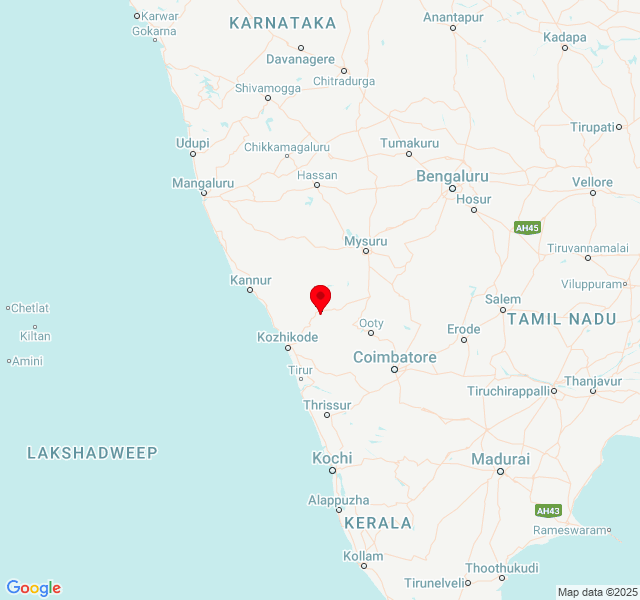 Karwar
Gokarna
KARNATAKA
Anantapur
Kadapa
Davanagere
Chitradurga
Shivamogga
Tirupati
Udupi
Chikkamagaluru
Tumakuru
Hassan
Bengaluru
Mangaluru
Vellore
Hosur
AH45
Mysuru
Tiruvannamalai
Kannur
Viluppuram
Chetlat
Salem
TAMIL NADU
Kiltan
Ooty
Erode
Kozhikode
Amini
Coimbatore
Tirur
Tiruchirappalli
Thanjavur
Thrissur
LAKSHADWEEP
Kochi
Madurai
Alappuzha
AH43
KERALA
Rameswaram
Kollam
Thoothukudi
Tirunelveli
Google
Map data ©2025